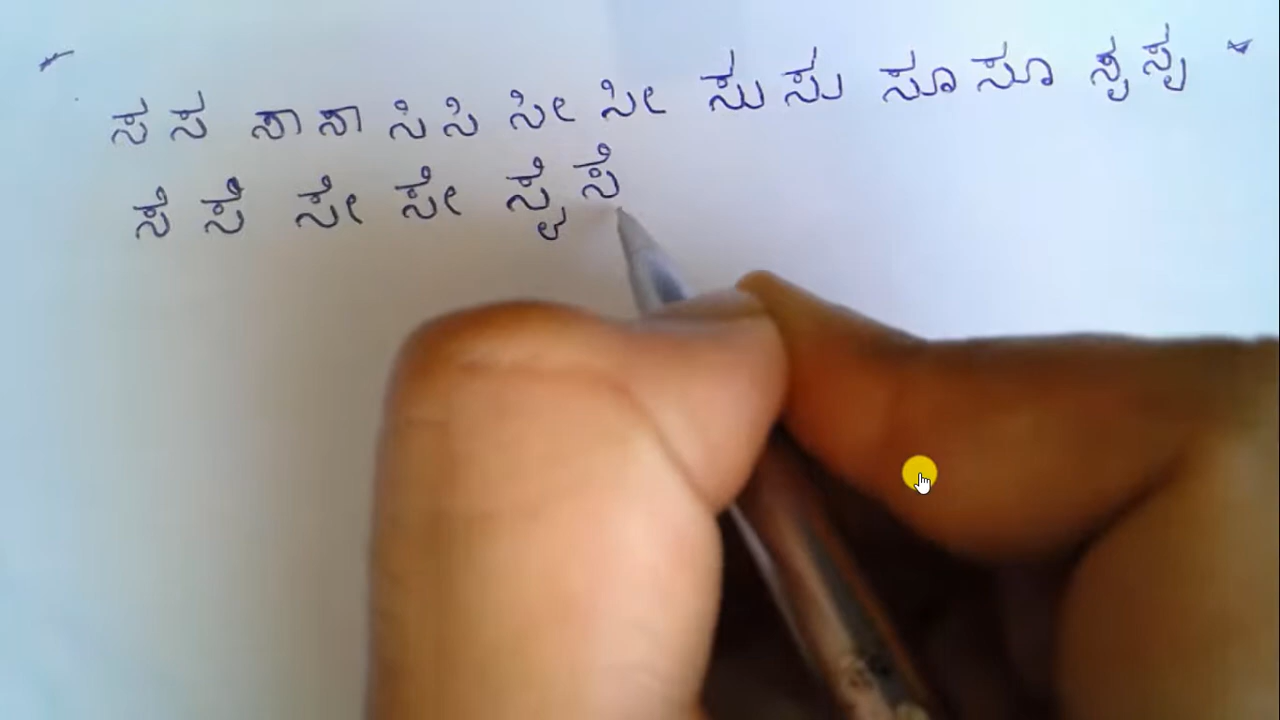 ಸ ಸ ಸಾ ಸಾ ಸಿ ಸಿ ಸೀ ಸೀ ಸು ಸು ಸೂ ಸೂ ಸೃ ಸೃ
ಸೆ ಸೆ ಸೇ ಸೇ ಸೈ ಸೆ